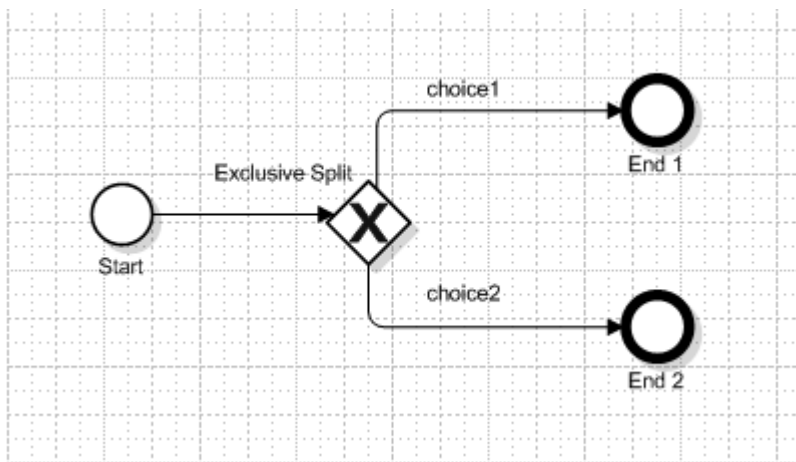 choice1
End 1
Exclusive Split
X
Start
choice2
End 2